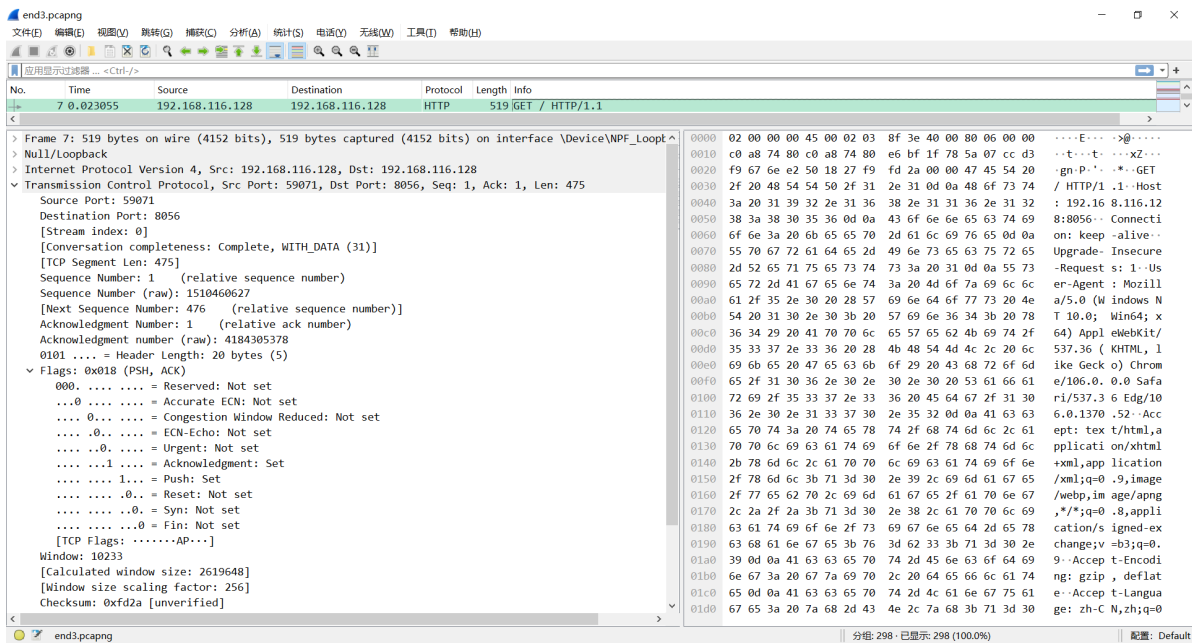 end3.pcapng
文件(F) 编辑(E) 视图(V) 跳转(G) 捕获(C) 分析(A) 统计(S) 电话(Y) 无线(W) 工具(T) 帮助(H)
应用显示过滤器 … <Ctrl-/>
No. Time Source Destination Protocol Length Info
7 0.023055 192.168.116.128 192.168.116.128 HTTP 519 GET / HTTP/1.1
Frame 7: 519 bytes on wire (4152 bits), 519 bytes captured (4152 bits) on interface \Device\NPF_Loopb
Null/Loopback
Internet Protocol Version 4, Src: 192.168.116.128, Dst: 192.168.116.128
Transmission Control Protocol, Src Port: 59071, Dst Port: 8056, Seq: 1, Ack: 1, Len: 475
Source Port: 59071
Destination Port: 8056
[Stream index: 0]
[Conversation completeness: Complete, WITH_DATA (31)]
[TCP Segment Len: 475]
Sequence Number: 1 (relative sequence number)
Sequence Number (raw): 1510460627
[Next Sequence Number: 476 (relative sequence number)]
Acknowledgment Number: 1 (relative ack number)
Acknowledgment number (raw): 4184305378
0101 .... = Header Length: 20 bytes (5)
Flags: 0x018 (PSH, ACK)
000. .... .... = Reserved: Not set
...0 .... .... = Accurate ECN: Not set
.... 0... .... = Congestion Window Reduced: Not set
.... .0.. .... = ECN-Echo: Not set
.... ..0. .... = Urgent: Not set
.... ...1 .... = Acknowledgment: Set
.... .... 1... = Push: Set
.... .... .0.. = Reset: Not set
.... .... ..0. = Syn: Not set
.... .... ...0 = Fin: Not set
[TCP Flags: ·······AP···]
Window: 10233
[Calculated window size: 2619648]
[Window size scaling factor: 256]
Checksum: 0xfd2a [unverified]
0000 02 00 00 00 45 00 02 03 8f 3e 40 00 80 06 00 00 ····E··· ·>@·····
0010 c0 a8 74 80 c0 a8 74 80 e6 bf 1f 78 5a 07 cc d3 ··t···t· ···xZ···
0020 f9 67 6e e2 50 18 27 f9 fd 2a 00 00 47 45 54 20 ·gn·P·'· ·*··GET
0030 2f 20 48 54 54 50 2f 31 2e 31 0d 0a 48 6f 73 74 / HTTP/1 .1··Host
0040 3a 20 31 39 32 2e 31 36 38 2e 31 31 36 2e 31 32 : 192.16 8.116.12
0050 38 3a 38 30 35 36 0d 0a 43 6f 6e 6e 65 63 74 69 8:8056·· Connecti
0060 6f 6e 3a 20 6b 65 65 70 2d 61 6c 69 76 65 0d 0a on: keep -alive··
0070 55 70 67 72 61 64 65 2d 49 6e 73 65 63 75 72 65 Upgrade- Insecure
0080 2d 52 65 71 75 65 73 74 73 3a 20 31 0d 0a 55 73 -Request s: 1··Us
0090 65 72 2d 41 67 65 6e 74 3a 20 4d 6f 7a 69 6c 6c er-Agent : Mozill
00a0 61 2f 35 2e 30 20 28 57 69 6e 64 6f 77 73 20 4e a/5.0 (W indows N
00b0 54 20 31 30 2e 30 3b 20 57 69 6e 36 34 3b 20 78 T 10.0; Win64; x
00c0 36 34 29 20 41 70 70 6c 65 57 65 62 4b 69 74 2f 64) Appl eWebKit/
00d0 35 33 37 2e 33 36 20 28 4b 48 54 4d 4c 2c 20 6c 537.36 ( KHTML, l
00e0 69 6b 65 20 47 65 63 6b 6f 29 20 43 68 72 6f 6d ike Geck o) Chrom
00f0 65 2f 31 30 36 2e 30 2e 30 2e 30 20 53 61 66 61 e/106.0. 0.0 Safa
0100 72 69 2f 35 33 37 2e 33 36 20 45 64 67 2f 31 30 ri/537.3 6 Edg/10
0110 36 2e 30 2e 31 33 37 30 2e 35 32 0d 0a 41 63 63 6.0.1370 .52··Acc
0120 65 70 74 3a 20 74 65 78 74 2f 68 74 6d 6c 2c 61 ept: tex t/html,a
0130 70 70 6c 69 63 61 74 69 6f 6e 2f 78 68 74 6d 6c pplicati on/xhtml
0140 2b 78 6d 6c 2c 61 70 70 6c 69 63 61 74 69 6f 6e +xml,app lication
0150 2f 78 6d 6c 3b 71 3d 30 2e 39 2c 69 6d 61 67 65 /xml;q=0 .9,image
0160 2f 77 65 62 70 2c 69 6d 61 67 65 2f 61 70 6e 67 /webp,im age/apng
0170 2c 2a 2f 2a 3b 71 3d 30 2e 38 2c 61 70 70 6c 69 ,*/*;q=0 .8,appli
0180 63 61 74 69 6f 6e 2f 73 69 67 6e 65 64 2d 65 78 cation/s igned-ex
0190 63 68 61 6e 67 65 3b 76 3d 62 33 3b 71 3d 30 2e change;v =b3;q=0.
01a0 39 0d 0a 41 63 63 65 70 74 2d 45 6e 63 6f 64 69 9··Accep t-Encodi
01b0 6e 67 3a 20 67 7a 69 70 2c 20 64 65 66 6c 61 74 ng: gzip , deflat
01c0 65 0d 0a 41 63 63 65 70 74 2d 4c 61 6e 67 75 61 e··Accep t-Langua
01d0 67 65 3a 20 7a 68 2d 43 4e 2c 7a 68 3b 71 3d 30 ge: zh-C N,zh;q=0
end3.pcapng 分组: 298 · 已显示: 298 (100.0%) 配置: Default